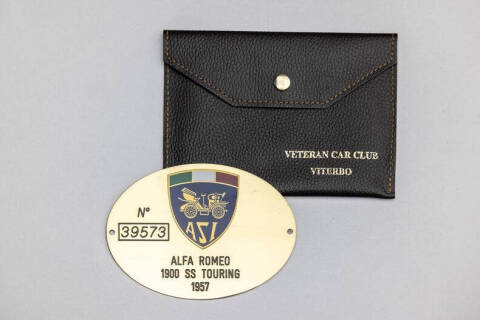 VETERAN CAR CLUB
VITERBO
N°
39573
ASI
ALFA ROMEO
1900 SS TOURING
1957